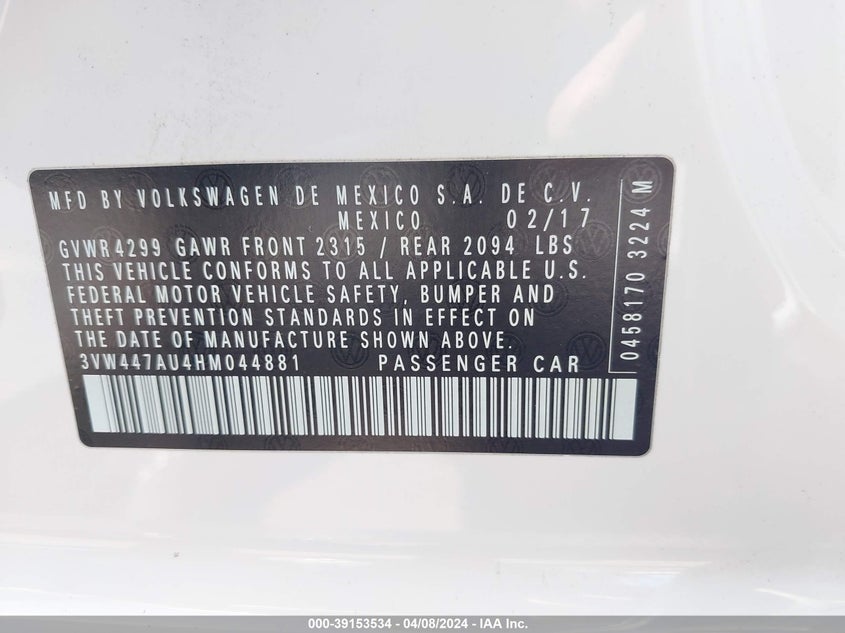 MFD BY VOLKSWAGEN DE MEXICO S.A. DE C.V.
MEXICO 02/17
GVWR 4299 GAWR FRONT 2315 / REAR 2094 LBS
THIS VEHICLE CONFORMS TO ALL APPLICABLE U.S.
FEDERAL MOTOR VEHICLE SAFETY, BUMPER AND
THEFT PREVENTION STANDARDS IN EFFECT ON
THE DATE OF MANUFACTURE SHOWN ABOVE.
3VW447AU4HM044881 PASSENGER CAR
0458170 3224 M
000-39153534 - 04/08/2024 - IAA Inc.